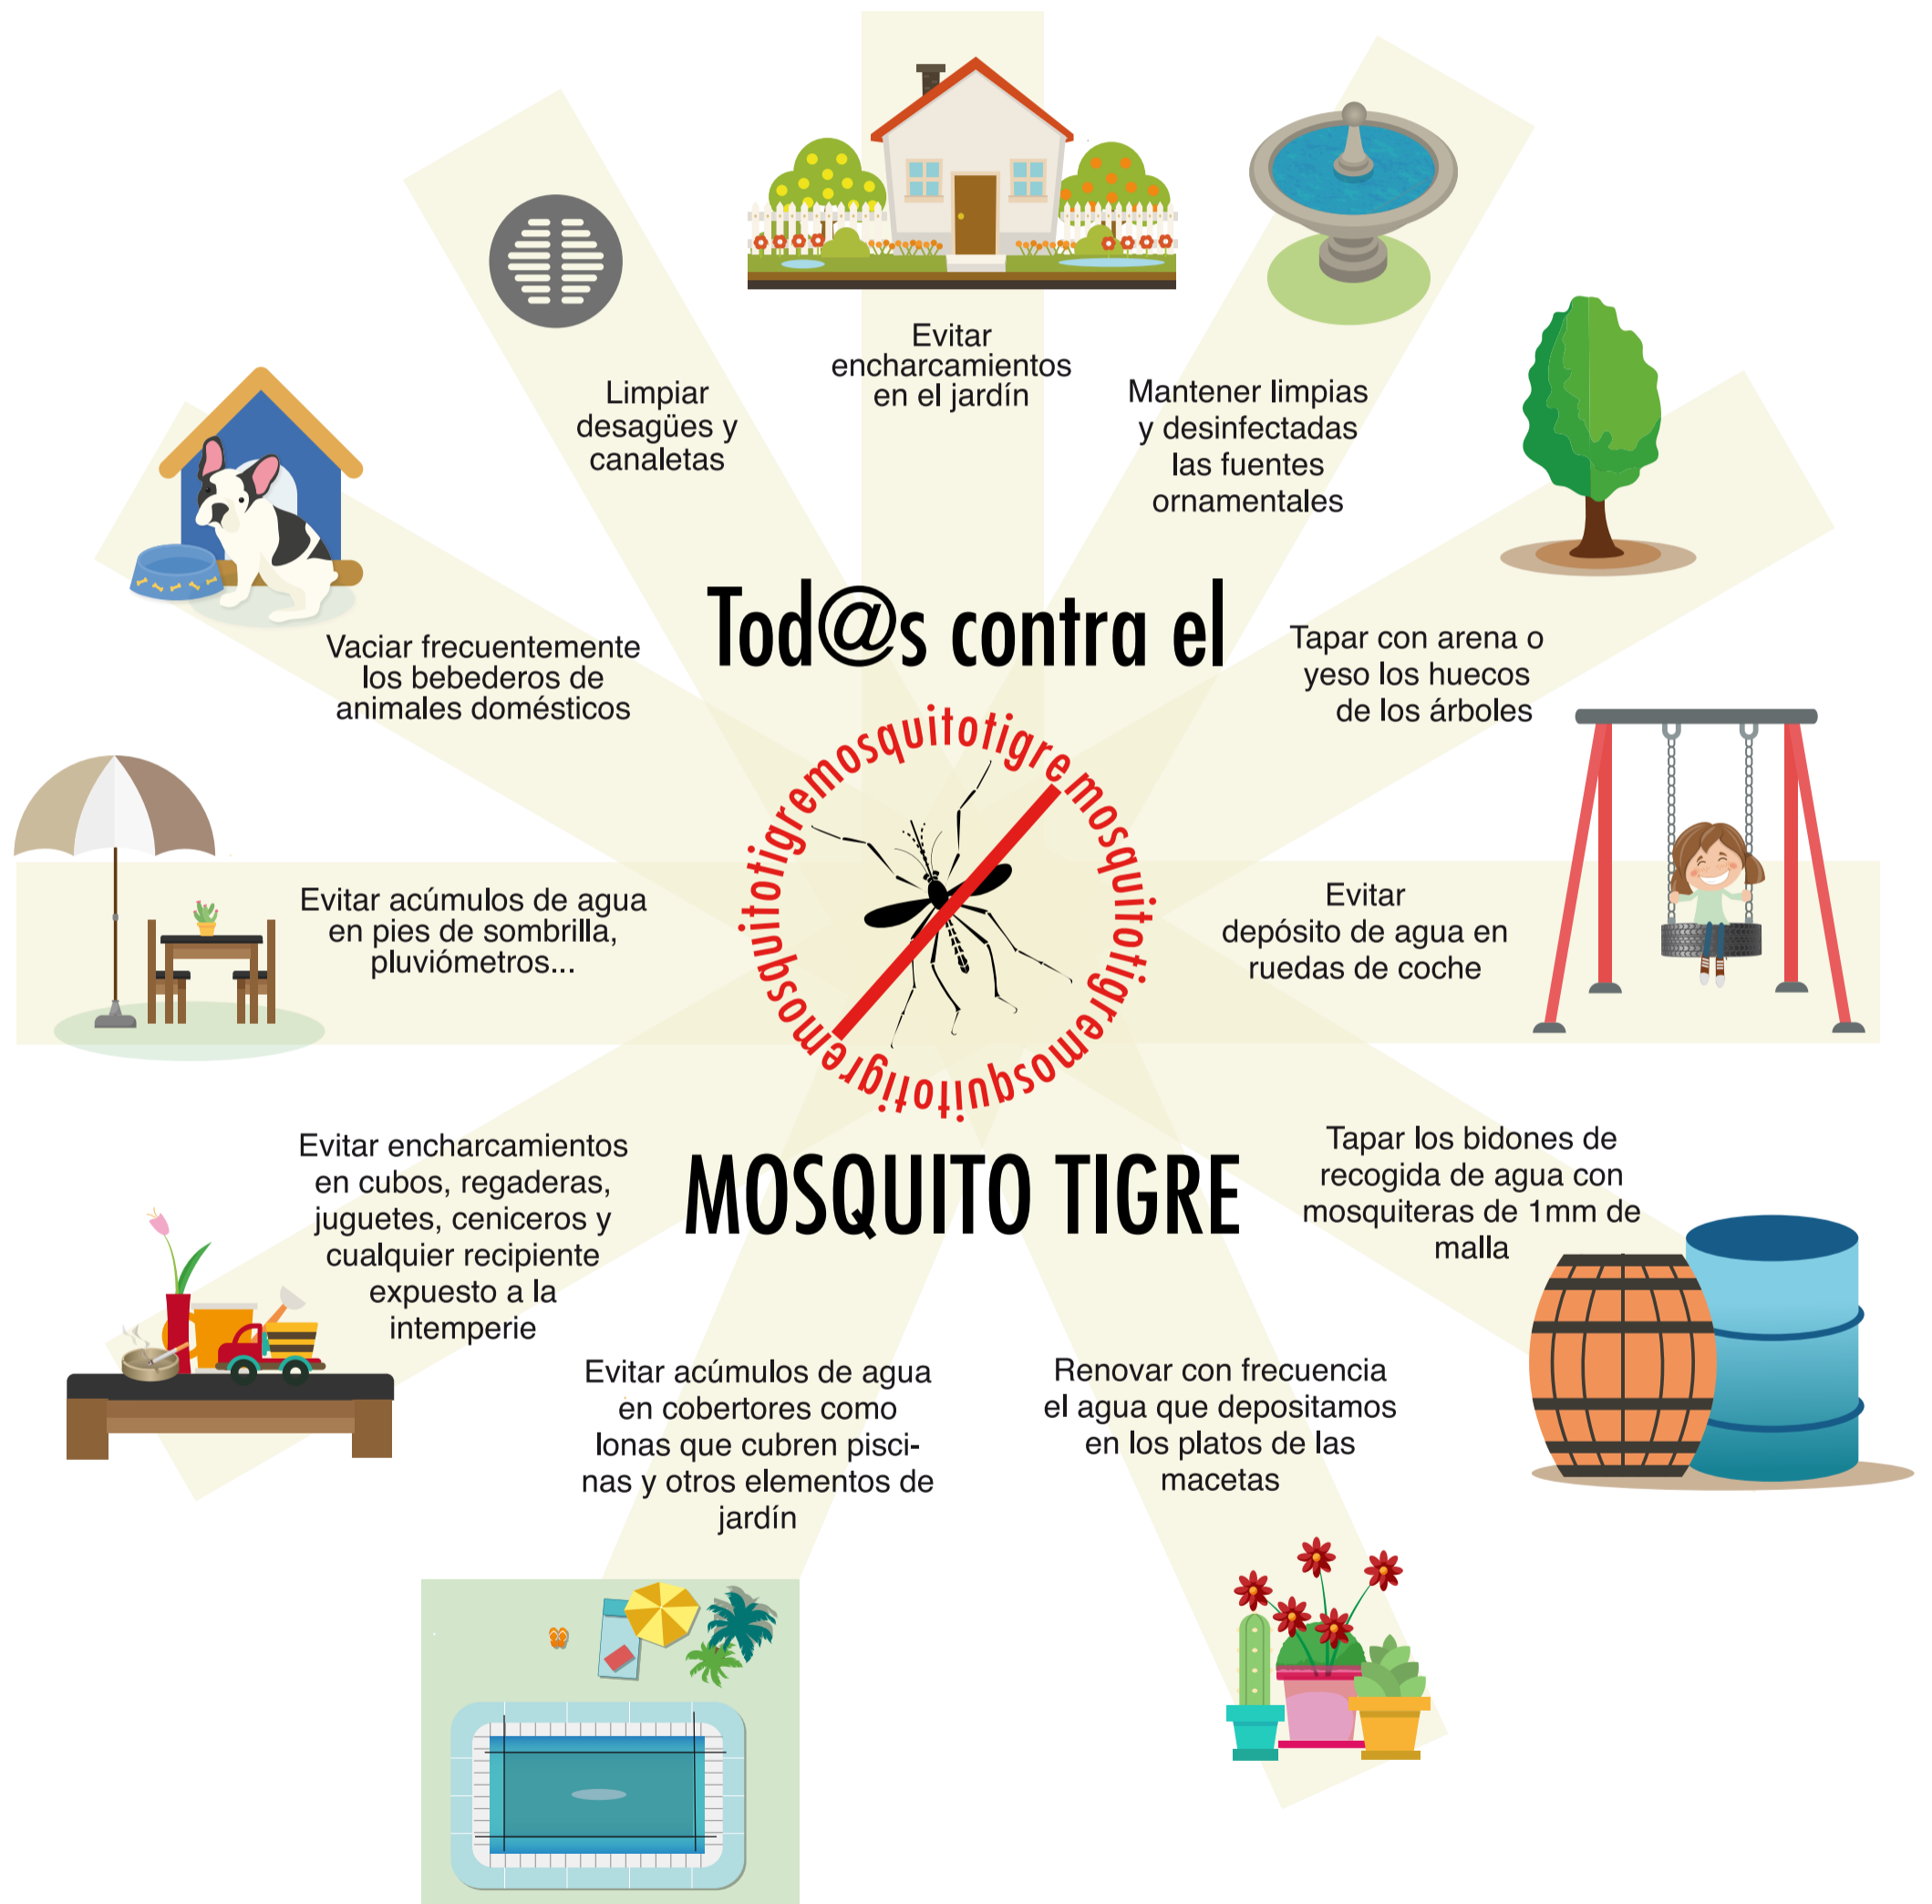 Evitar
encharcamientos
en el jardín
Limpiar
desagües y
canaletas
Mantener limpias
y desinfectadas
las fuentes
ornamentales
Vaciar frecuentemente
los bebederos de
animales domésticos
Tod@s contra el
Tapar con arena o
yeso los huecos
de los árboles
mosquitotigremosquitotigremosquitotigremosquitotigre
Evitar acúmulos de agua
en pies de sombrilla,
pluviómetros...
Evitar
depósito de agua en
ruedas de coche
MOSQUITO TIGRE
Evitar encharcamientos
en cubos, regaderas,
juguetes, ceniceros y
cualquier recipiente
expuesto a la
intemperie
Tapar los bidones de
recogida de agua con
mosquiteras de 1mm de
malla
Evitar acúmulos de agua
en cobertores como
lonas que cubren pisci-
nas y otros elementos de
jardín
Renovar con frecuencia
el agua que depositamos
en los platos de las
macetas